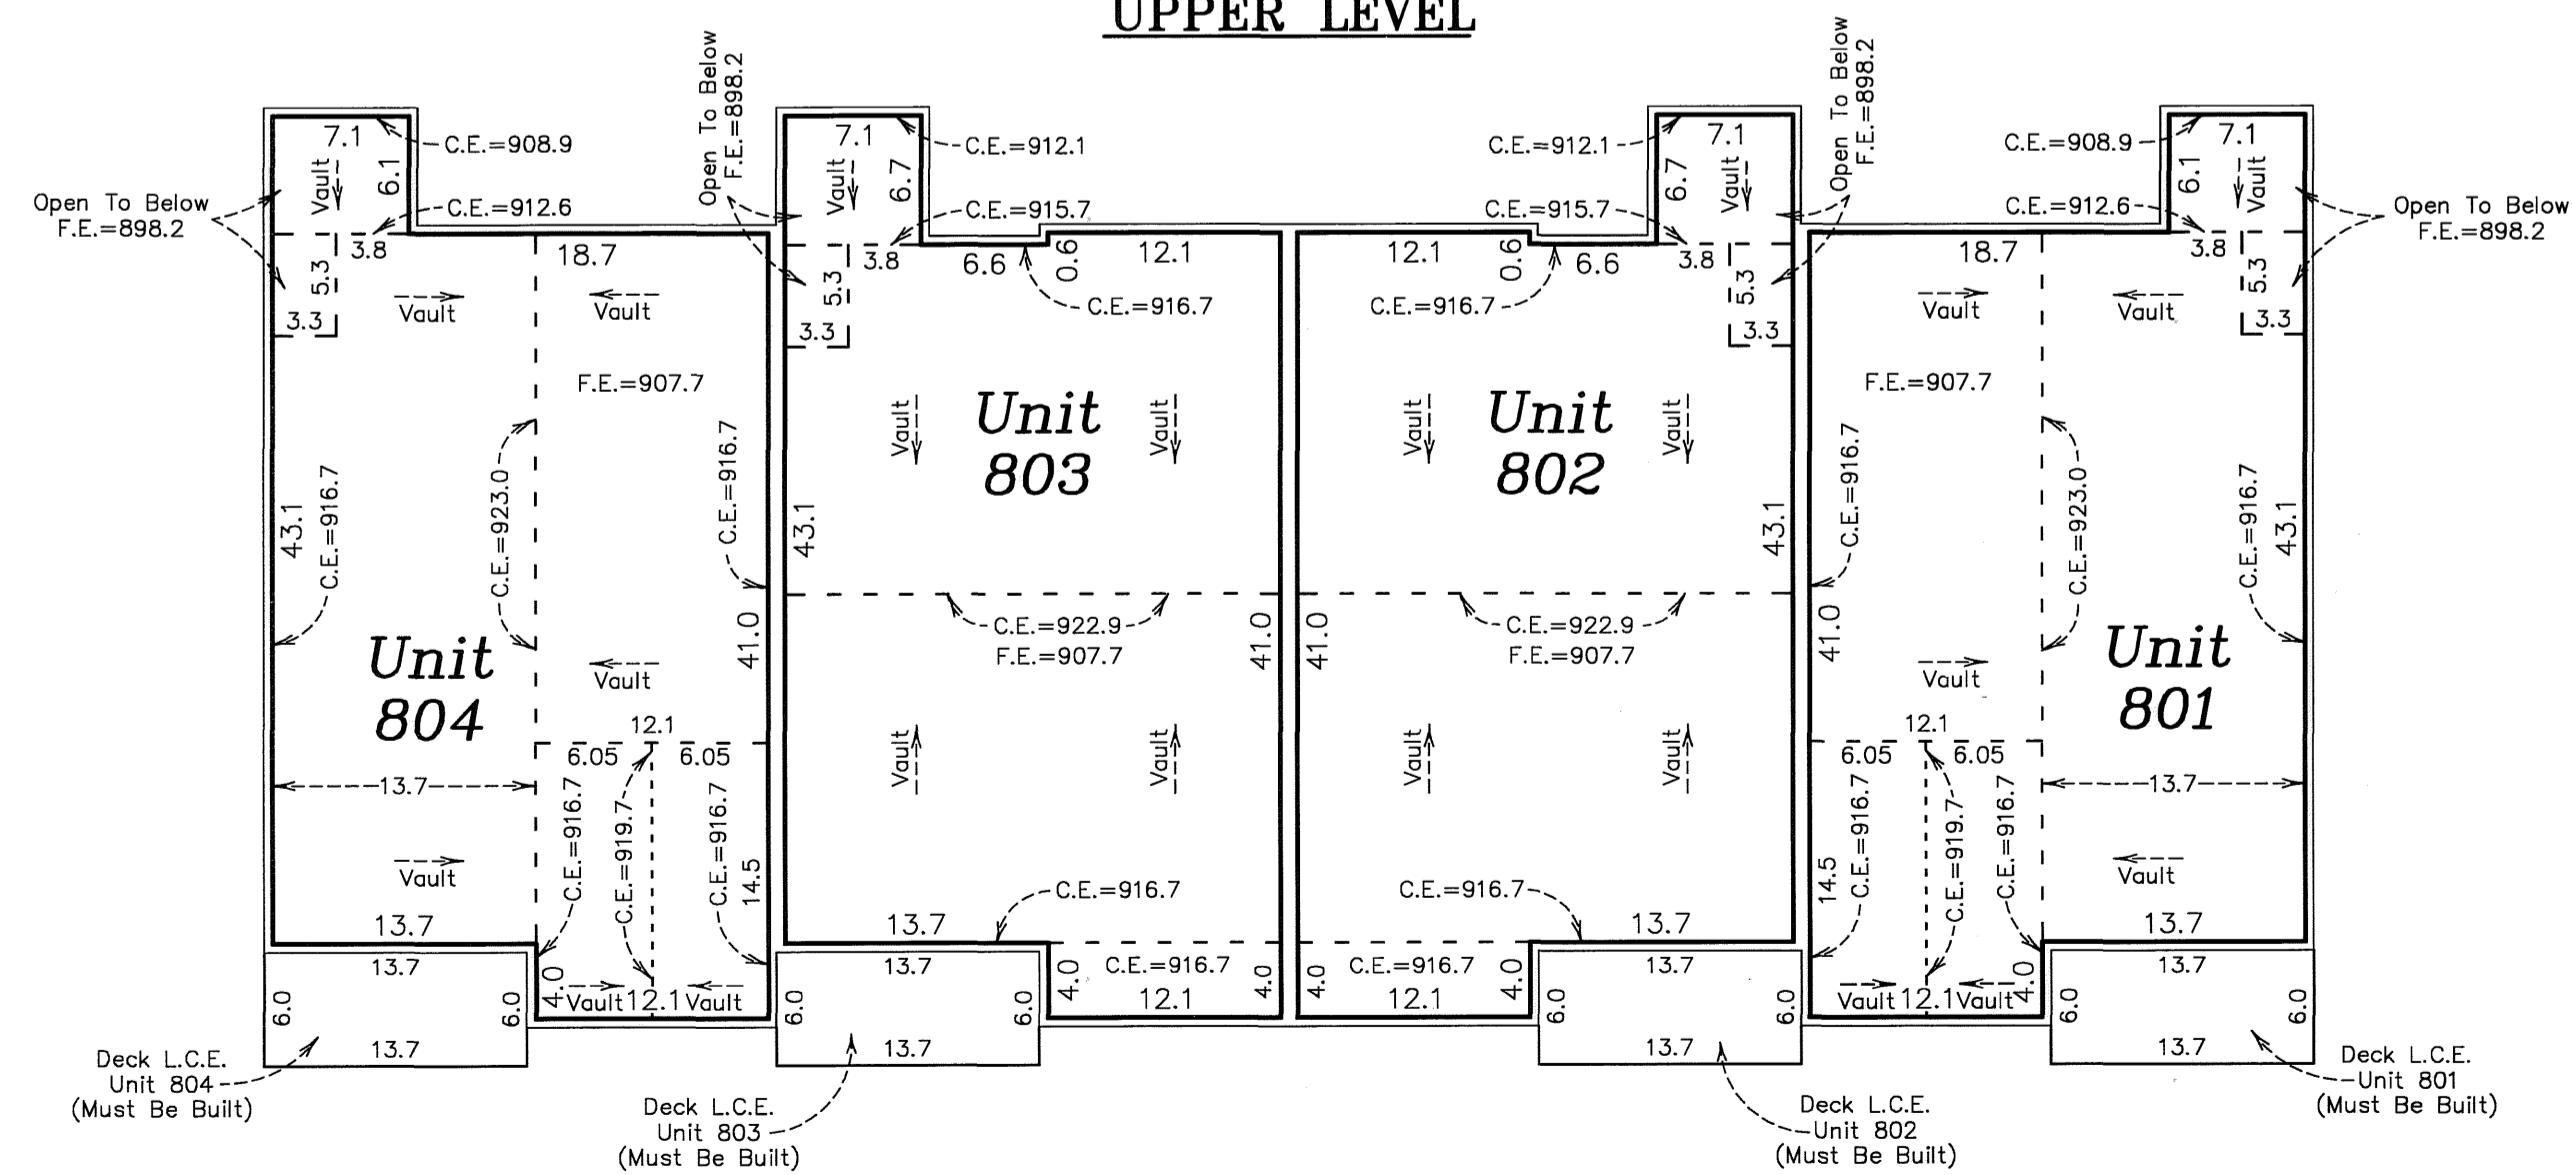 UPPER LEVEL
Open To Below
F.E.=898.2
7.1
Vault
6.1
C.E.=908.9
C.E.=912.6
3.8
5.3
3.3
18.7
Vault
Vault
F.E.=907.7
43.1
C.E.=916.7
C.E.=923.0
C.E.=916.7
41.0
Unit
804
Vault
12.1
6.05
6.05
13.7
C.E.=916.7
C.E.=919.7
C.E.=916.7
14.5
Vault
13.7
4.0
Vault
12.1
Vault
13.7
6.0
6.0
13.7
Deck L.C.E.
Unit 804
(Must Be Built)
Open To Below
F.E.=898.2
7.1
Vault
6.7
C.E.=912.1
C.E.=915.7
3.8
5.3
3.3
6.6
0.6
12.1
C.E.=916.7
Unit
803
Vault
Vault
43.1
C.E.=922.9
F.E.=907.7
41.0
Vault
Vault
C.E.=916.7
13.7
4.0
C.E.=916.7
4.0
12.1
13.7
6.0
6.0
13.7
Deck L.C.E.
Unit 803
(Must Be Built)
Open To Below
F.E.=898.2
C.E.=912.1
7.1
6.7
Vault
C.E.=915.7
12.1
0.6
6.6
3.8
5.3
3.3
C.E.=916.7
Vault
Vault
Unit
802
43.1
41.0
C.E.=922.9
F.E.=907.7
Vault
Vault
C.E.=916.7
13.7
4.0
C.E.=916.7
4.0
12.1
13.7
6.0
6.0
13.7
Deck L.C.E.
Unit 802
(Must Be Built)
C.E.=908.9
7.1
6.1
Vault
C.E.=912.6
Open To Below
F.E.=898.2
18.7
3.8
5.3
3.3
Vault
Vault
F.E.=907.7
C.E.=916.7
C.E.=923.0
C.E.=916.7
43.1
41.0
Unit
801
Vault
12.1
6.05
6.05
13.7
14.5
C.E.=916.7
C.E.=919.7
C.E.=916.7
Vault
13.7
Vault
12.1
Vault
4.0
13.7
6.0
6.0
13.7
Deck L.C.E.
Unit 801
(Must Be Built)